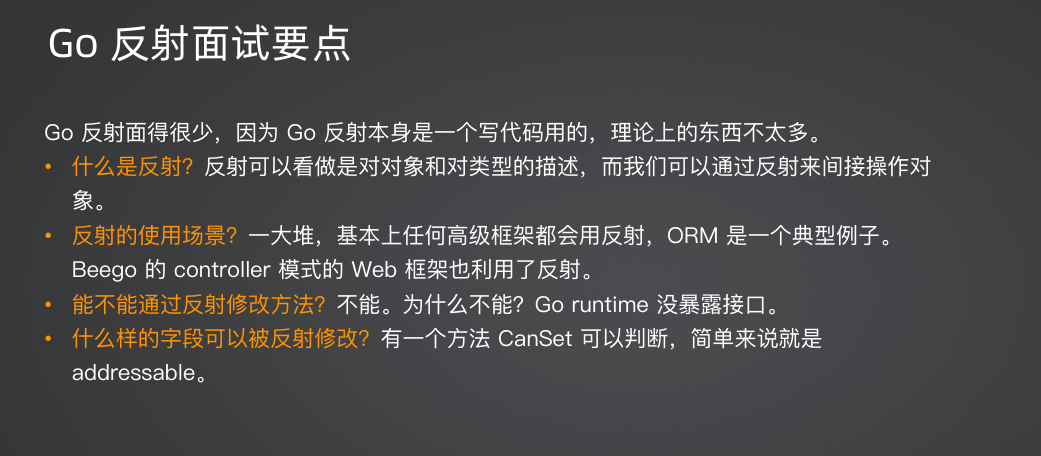 Go 反射面试要点
Go 反射面得很少，因为 Go 反射本身是一个写代码用的，理论上的东西不太多。
• 什么是反射？反射可以看做是对对象和对类型的描述，而我们可以通过反射来间接操作对
象。
• 反射的使用场景？一大堆，基本上任何高级框架都会用反射，ORM 是一个典型例子。
Beego 的 controller 模式的 Web 框架也利用了反射。
• 能不能通过反射修改方法？不能。为什么不能？Go runtime 没暴露接口。
• 什么样的字段可以被反射修改？有一个方法 CanSet 可以判断，简单来说就是
addressable。